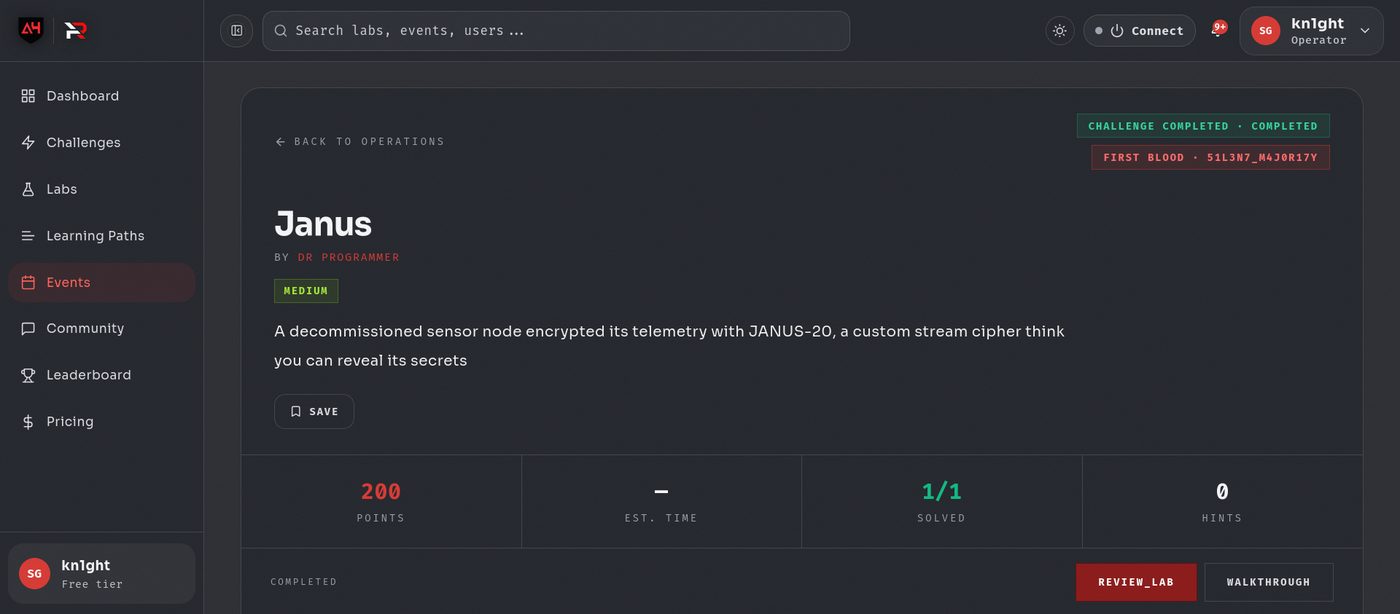 AH
R
Search labs, events, users...
Connect
9+
SG
kn1ght
Operator
Dashboard
Challenges
Labs
Learning Paths
Events
Community
Leaderboard
Pricing
SG
kn1ght
Free tier
BACK TO OPERATIONS
CHALLENGE COMPLETED · COMPLETED
FIRST BLOOD · 51L3N7_M4J0R17Y
Janus
BY DR PROGRAMMER
MEDIUM
A decommissioned sensor node encrypted its telemetry with JANUS-20, a custom stream cipher think
you can reveal its secrets
SAVE
200
POINTS
—
EST. TIME
1/1
SOLVED
0
HINTS
COMPLETED
REVIEW_LAB
WALKTHROUGH